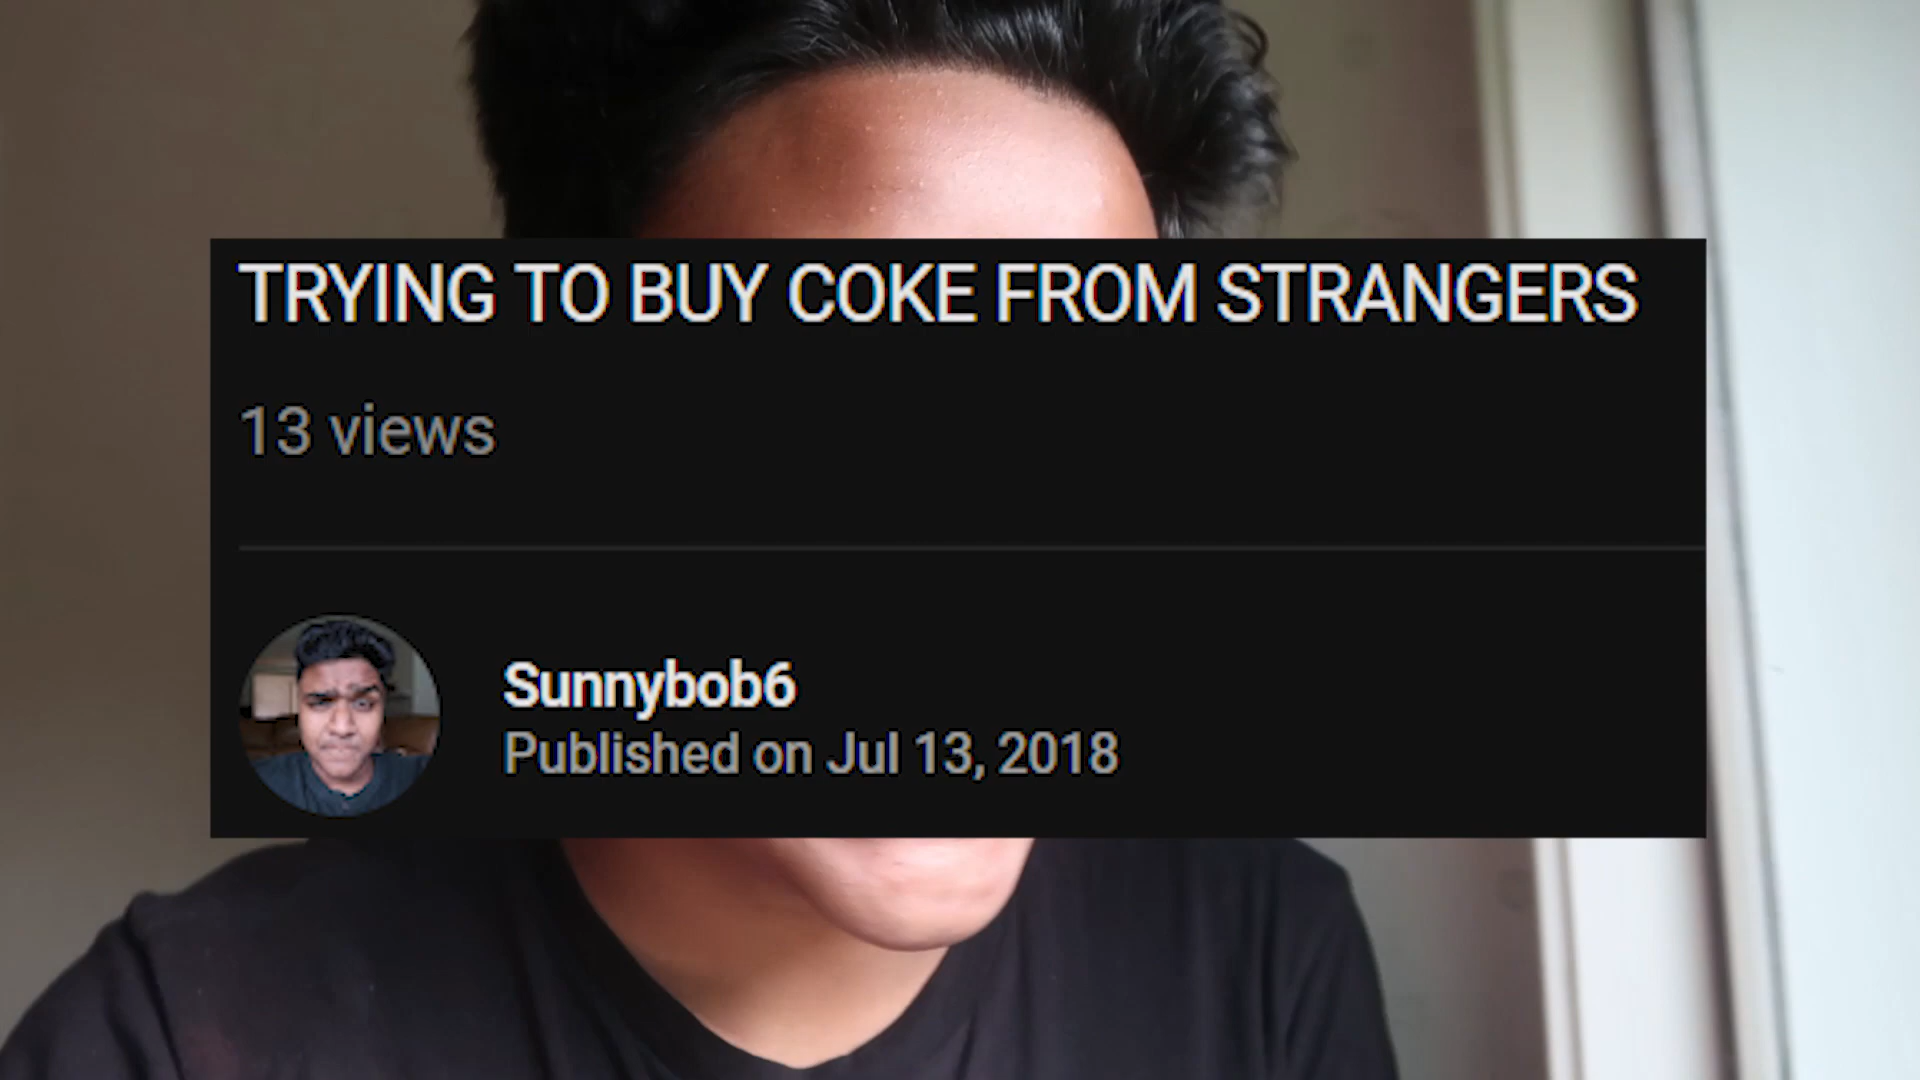 TRYING TO BUY COKE FROM STRANGERS
13 views
Sunnybob6
Published on Jul 13, 2018